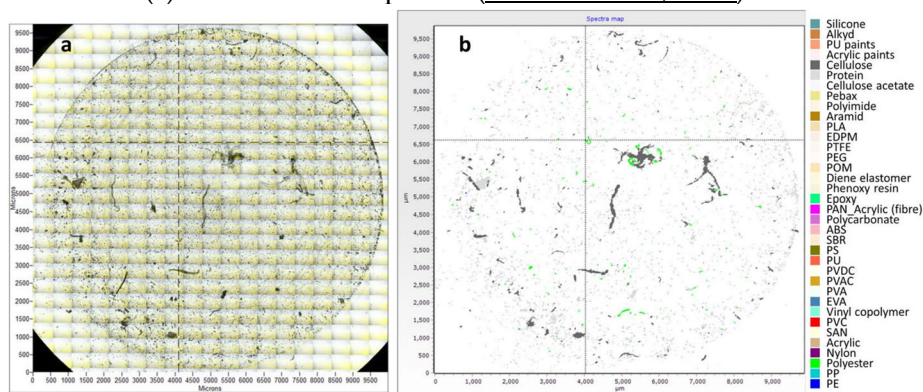 a
9500
9000
8500
8000
7500
7000
6500
6000
5500
5000
4500
4000
3500
3000
2500
2000
1500
1000
500
0
Microns
0 500 1000 1500 2000 2500 3000 3500 4000 4500 5000 5500 6000 6500 7000 7500 8000 8500 9000 9500
Microns
Spectra map
b
9,500
9,000
8,500
8,000
7,500
7,000
6,500
6,000
5,500
5,000
4,500
4,000
3,500
3,000
2,500
2,000
1,500
1,000
500
0
µm
0 1,000 2,000 3,000 4,000 5,000 6,000 7,000 8,000 9,000
µm
Silicone
Alkyd
PU paints
Acrylic paints
Cellulose
Protein
Cellulose acetate
Pebax
Polyimide
Aramid
PLA
EDPM
PTFE
PEG
POM
Diene elastomer
Phenoxy resin
Epoxy
PAN_Acrylic (fibre)
Polycarbonate
ABS
SBR
PS
PU
PVDC
PVAC
PVA
EVA
Vinyl copolymer
PVC
SAN
Acrylic
Nylon
Polyester
PP
PE